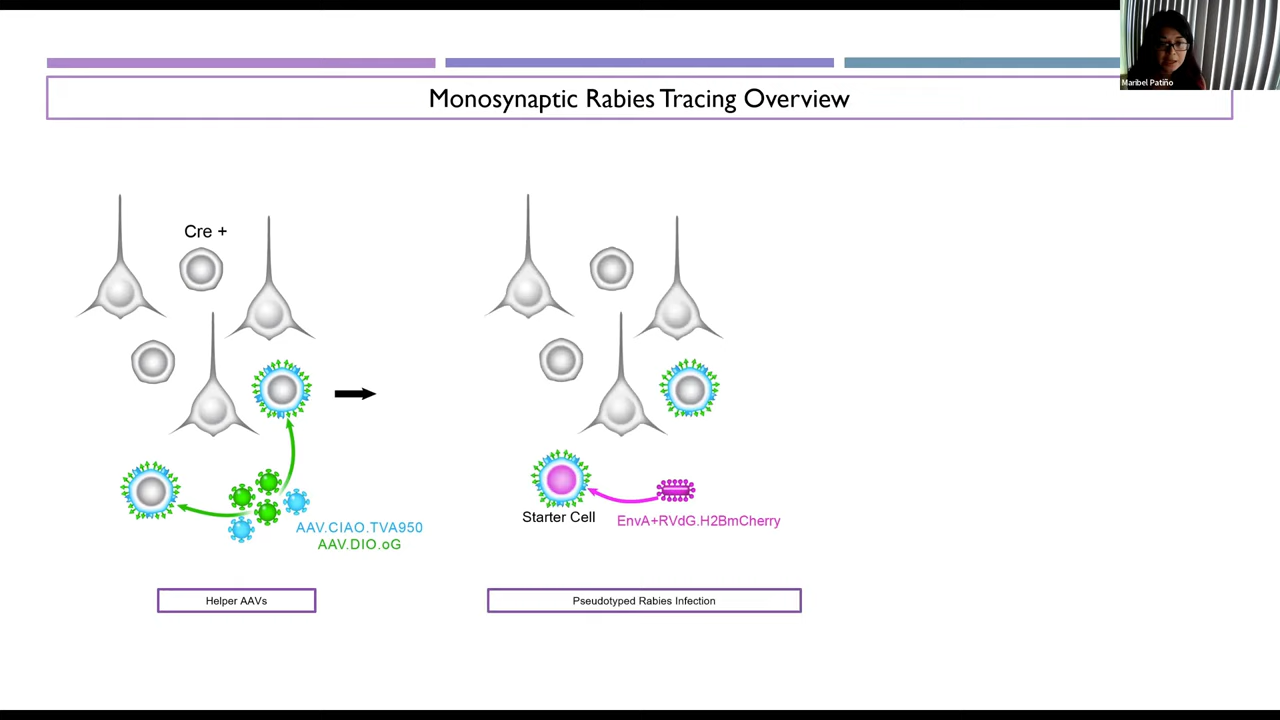 Maribel Patiño
Monosynaptic Rabies Tracing Overview
Cre +
AAV.CIAO.TVA950
AAV.DIO.oG
Helper AAVs
Starter Cell
EnvA+RVdG.H2BmCherry
Pseudotyped Rabies Infection